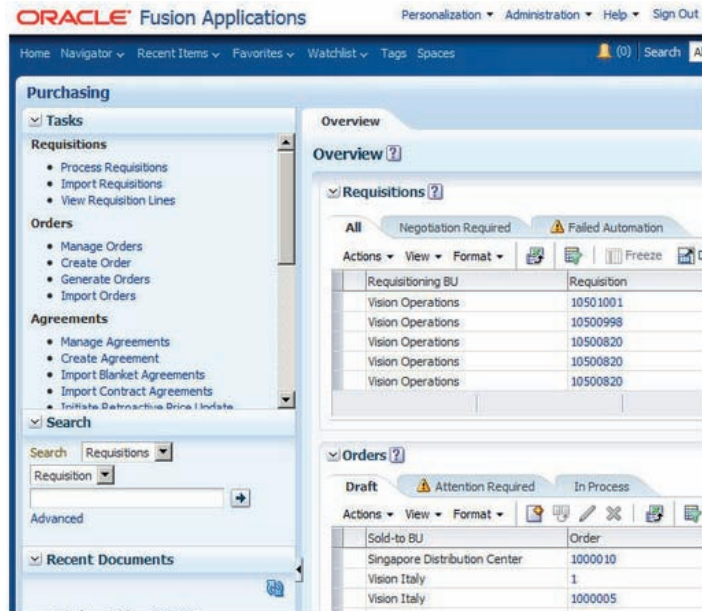 ORACLE Fusion Applications
Personalization Administration Help Sign Out
Home Navigator Recent Items Favorites Watchlist Tags Spaces (0) Search
Purchasing
Tasks
Requisitions
Process Requisitions
Import Requisitions
View Requisition Lines
Orders
Manage Orders
Create Order
Generate Orders
Import Orders
Agreements
Manage Agreements
Create Agreement
Import Blanket Agreements
Import Contract Agreements
Initiate Retroactive Price Update
Search
Search Requisitions
Requisition
Advanced
Recent Documents
Overview
Overview ?
Requisitions ?
All Negotiation Required Failed Automation
Actions View Format Freeze
Requisitioning BU Requisition
Vision Operations 10501001
Vision Operations 10500998
Vision Operations 10500820
Vision Operations 10500820
Vision Operations 10500820
Orders ?
Draft Attention Required In Process
Actions View Format
Sold-to BU Order
Singapore Distribution Center 1000010
Vision Italy 1
Vision Italy 1000005